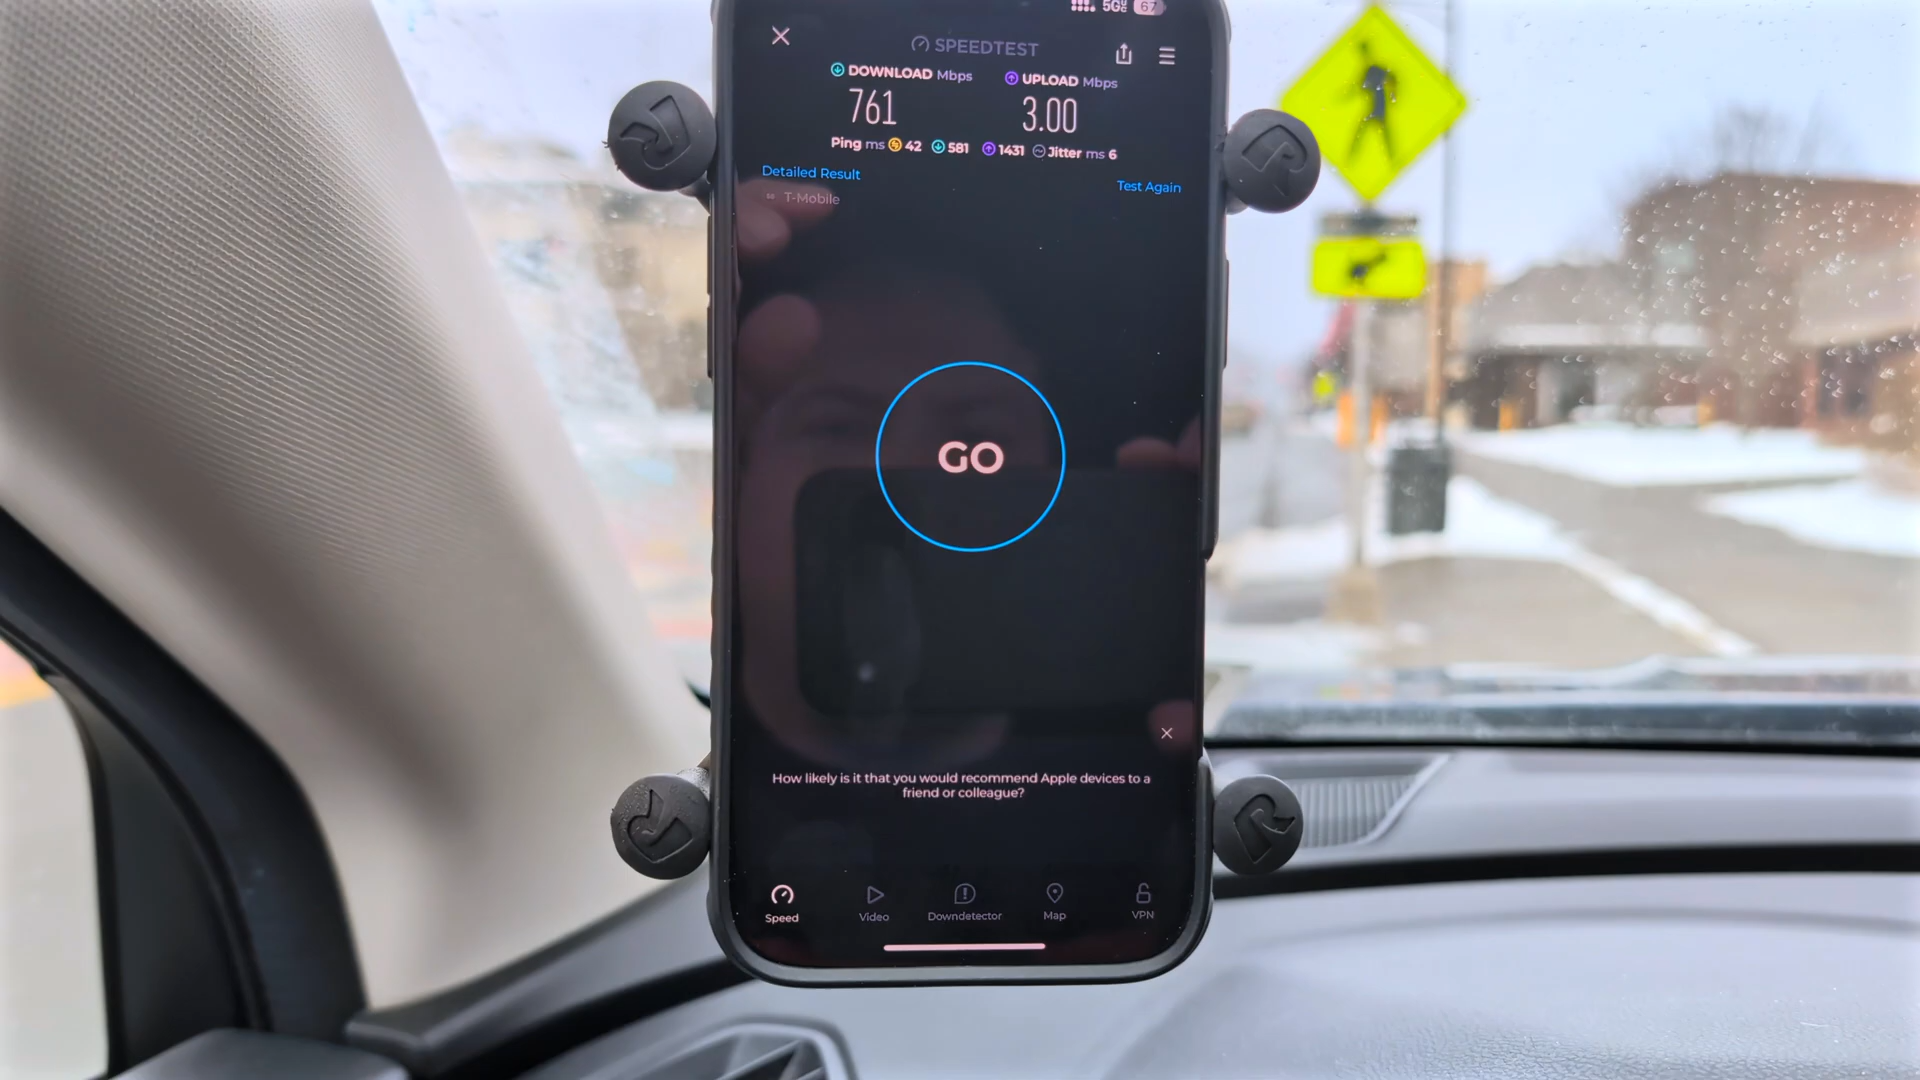 5G 67
SPEEDTEST
DOWNLOAD Mbps UPLOAD Mbps
761 3.00
Ping ms 42 581 1431 Jitter ms 6
Detailed Result
Test Again
T-Mobile
GO
How likely is it that you would recommend Apple devices to a
friend or colleague?
Speed Video Downdetector Map VPN